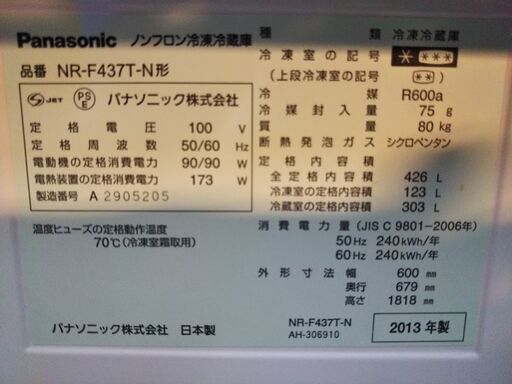 Panasonic ノンフロン冷凍冷蔵庫
品番 NR-F437T-N形
S JET PS E パナソニック株式会社
定格電圧 100 V
定格周波数 50/60 Hz
電動機の定格消費電力 90/90 W
電熱装置の定格消費電力 173 W
製造番号 A 2905205
温度ヒューズの定格動作温度
70℃(冷凍室霜取用)
パナソニック株式会社 日本製
種類 冷凍冷蔵庫
冷凍室の記号 * ***
(上段冷凍室の記号 **)
冷媒 R600a
冷媒封入量 75 g
質量 80 kg
断熱発泡ガス シクロペンタン
定格内容積
全定格内容積 426 L
冷凍室の定格内容積 123 L
冷蔵室の定格内容積 303 L
消費電力量(JIS C 9801-2006年)
50Hz 240kWh/年
60Hz 240kWh/年
外形寸法幅 600 mm
奥行 679 mm
高さ 1818 mm
NR-F437T-N
AH-306910
2013年製